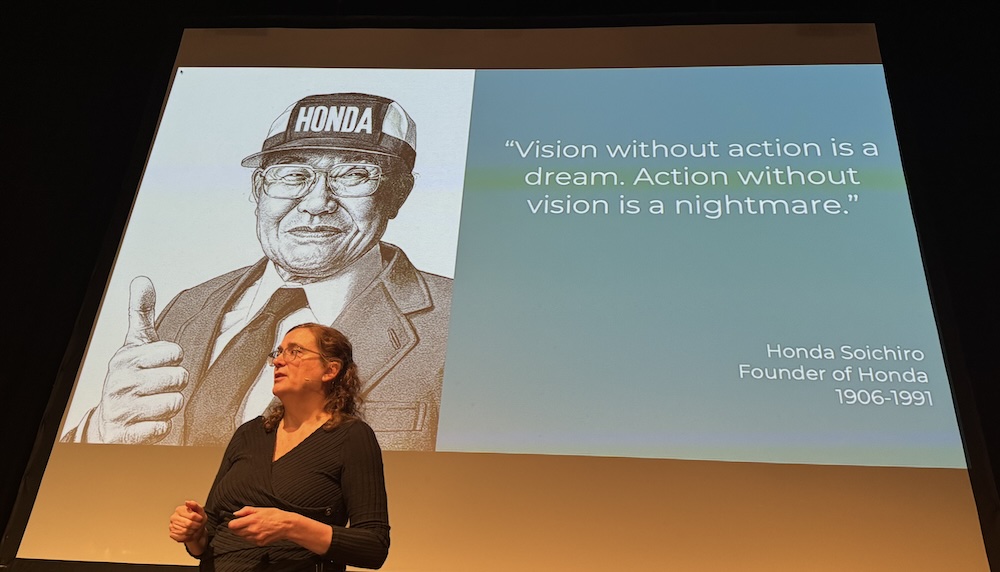 HONDA
“Vision without action is a
dream. Action without
vision is a nightmare.”
Honda Soichiro
Founder of Honda
1906-1991